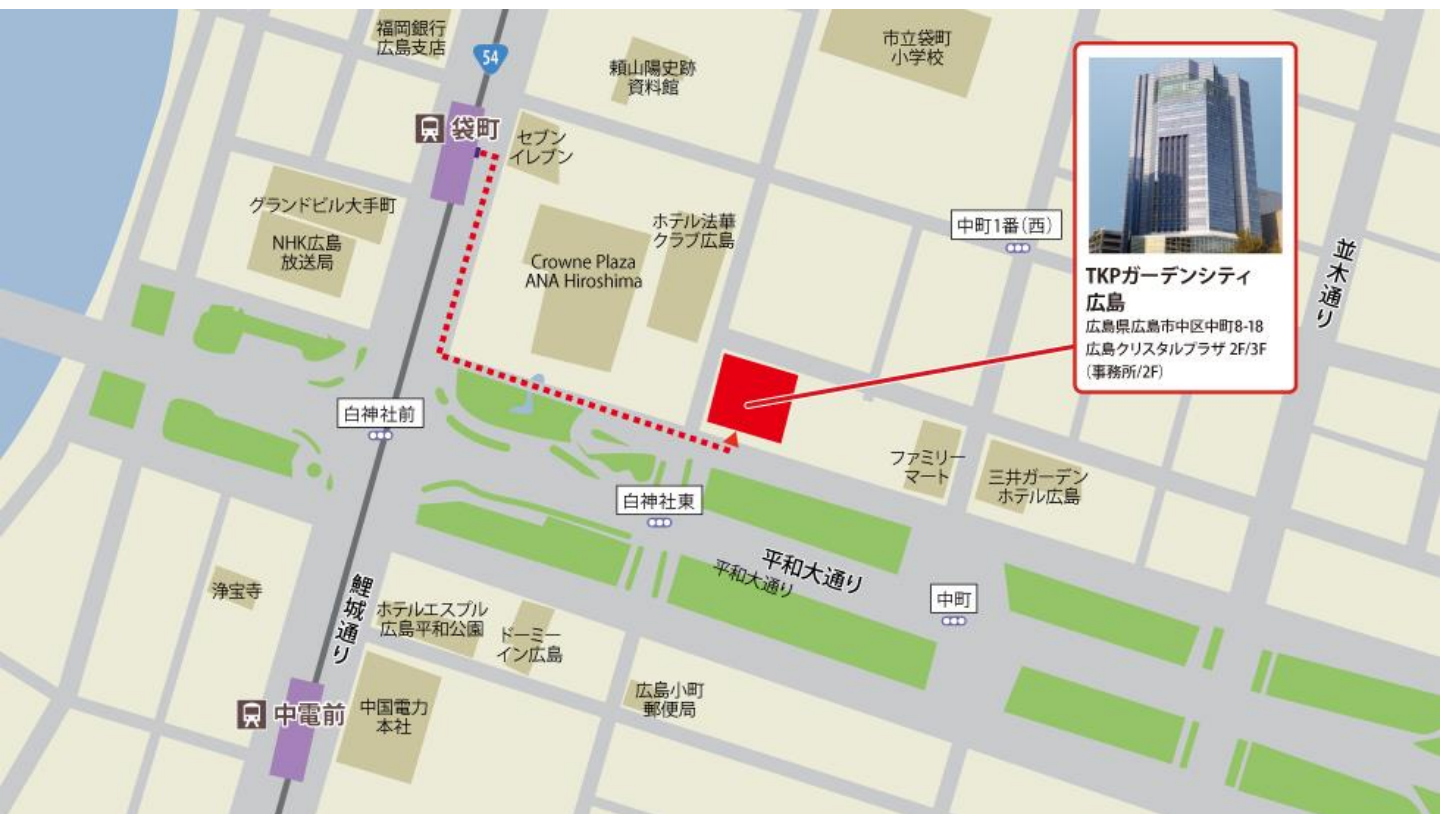 福岡銀行
広島支店
54
頼山陽史跡
資料館
市立袋町
小学校
袋町
セブン
イレブン
グランドビル大手町
NHK広島
放送局
Crowne Plaza
ANA Hiroshima
ホテル法華
クラブ広島
中町1番(西)
並木通り
TKPガーデンシティ
広島
広島県広島市中区中町8-18
広島クリスタルプラザ 2F/3F
(事務所/2F)
白神社前
白神社東
ファミリー
マート
三井ガーデン
ホテル広島
平和大通り
平和大通り
中町
浄宝寺
鯉城通り
ホテルエスプル
広島平和公園
ドーミー
イン広島
広島小町
郵便局
中電前
中国電力
本社